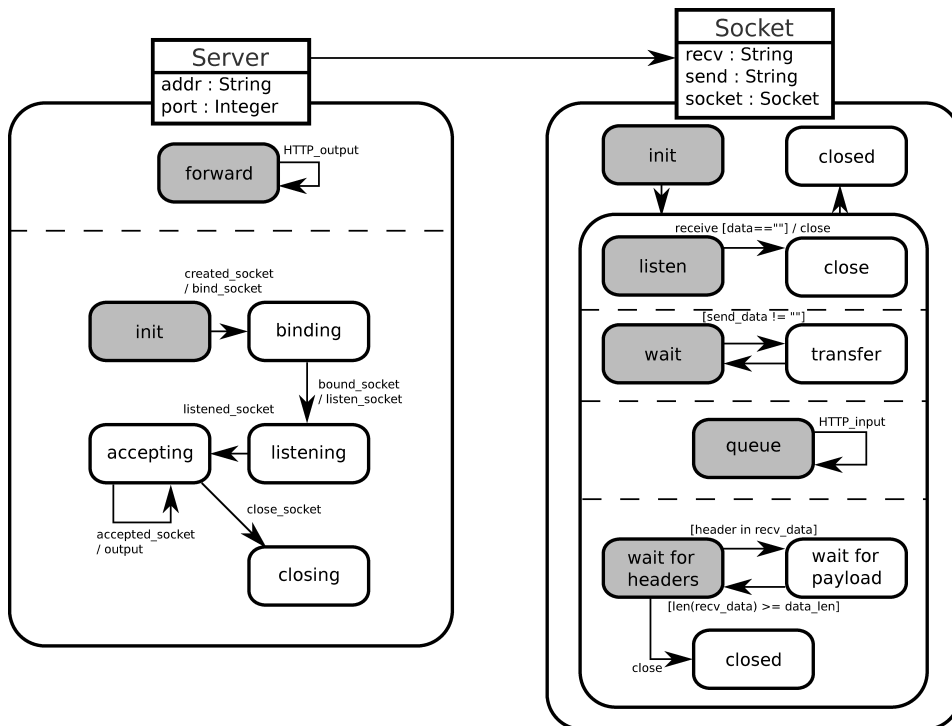 Server
addr : String
port : Integer
forward
HTTP_output
created_socket
/ bind_socket
init
binding
bound_socket
/ listen_socket
listened_socket
accepting
listening
accepted_socket
/ output
close_socket
closing
Socket
recv : String
send : String
socket : Socket
init
closed
receive [data==""] / close
listen
close
[send_data != ""]
wait
transfer
queue
HTTP_input
[header in recv_data]
wait for
headers
wait for
payload
[len(recv_data) >= data_len]
close
closed